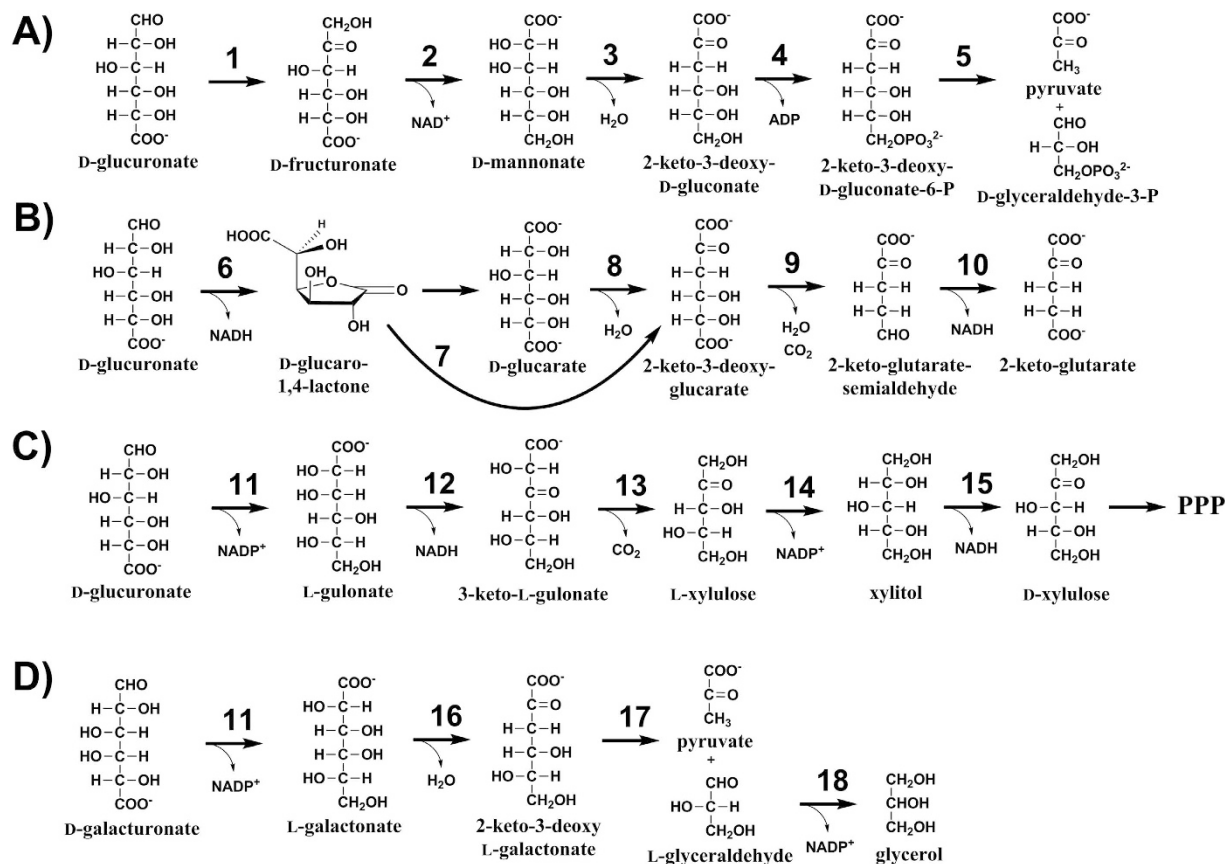 A)
CHO
H–C–OH
HO–C–H
H–C–OH
H–C–OH
COO⁻
D-glucuronate
1
CH₂OH
C=O
HO–C–H
H–C–OH
H–C–OH
COO⁻
D-fructuronate
2
NAD⁺
COO⁻
HO–C–H
HO–C–H
H–C–OH
H–C–OH
CH₂OH
D-mannonate
3
H₂O
COO⁻
C=O
H–C–H
H–C–OH
H–C–OH
CH₂OH
2-keto-3-deoxy-
D-gluconate
4
ADP
COO⁻
C=O
H–C–H
H–C–OH
H–C–OH
CH₂OPO₃²⁻
2-keto-3-deoxy-
D-gluconate-6-P
5
COO⁻
C=O
CH₃
pyruvate
+
CHO
H–C–OH
CH₂OPO₃²⁻
D-glyceraldehyde-3-P
B)
CHO
H–C–OH
HO–C–H
H–C–OH
H–C–OH
COO⁻
D-glucuronate
6
NADH
H
HOOC
OH
OH
O
O
OH
D-glucaro-
1,4-lactone
7
COO⁻
H–C–OH
HO–C–H
H–C–OH
H–C–OH
COO⁻
D-glucarate
8
H₂O
COO⁻
C=O
H–C–H
H–C–OH
H–C–OH
COO⁻
2-keto-3-deoxy-
glucarate
9
H₂O
CO₂
COO⁻
C=O
H–C–H
H–C–H
CHO
2-keto-glutarate-
semialdehyde
10
NADH
COO⁻
C=O
H–C–H
H–C–H
COO⁻
2-keto-glutarate
C)
CHO
H–C–OH
HO–C–H
H–C–OH
H–C–OH
COO⁻
D-glucuronate
11
NADP⁺
COO⁻
HO–C–H
HO–C–H
H–C–OH
HO–C–H
CH₂OH
L-gulonate
12
NADH
COO⁻
HO–C–H
C=O
H–C–OH
HO–C–H
CH₂OH
3-keto-L-gulonate
13
CO₂
CH₂OH
C=O
H–C–OH
HO–C–H
CH₂OH
L-xylulose
14
NADP⁺
CH₂OH
H–C–OH
HO–C–H
H–C–OH
CH₂OH
xylitol
15
NADH
CH₂OH
C=O
HO–C–H
H–C–OH
CH₂OH
D-xylulose
PPP
D)
CHO
H–C–OH
HO–C–H
HO–C–H
H–C–OH
COO⁻
D-galacturonate
11
NADP⁺
COO⁻
HO–C–H
H–C–OH
H–C–OH
HO–C–H
CH₂OH
L-galactonate
16
H₂O
COO⁻
C=O
H–C–H
H–C–OH
HO–C–H
CH₂OH
2-keto-3-deoxy
L-galactonate
17
COO⁻
C=O
CH₃
pyruvate
+
CHO
HO–C–H
CH₂OH
L-glyceraldehyde
18
NADP⁺
CH₂OH
CHOH
CH₂OH
glycerol